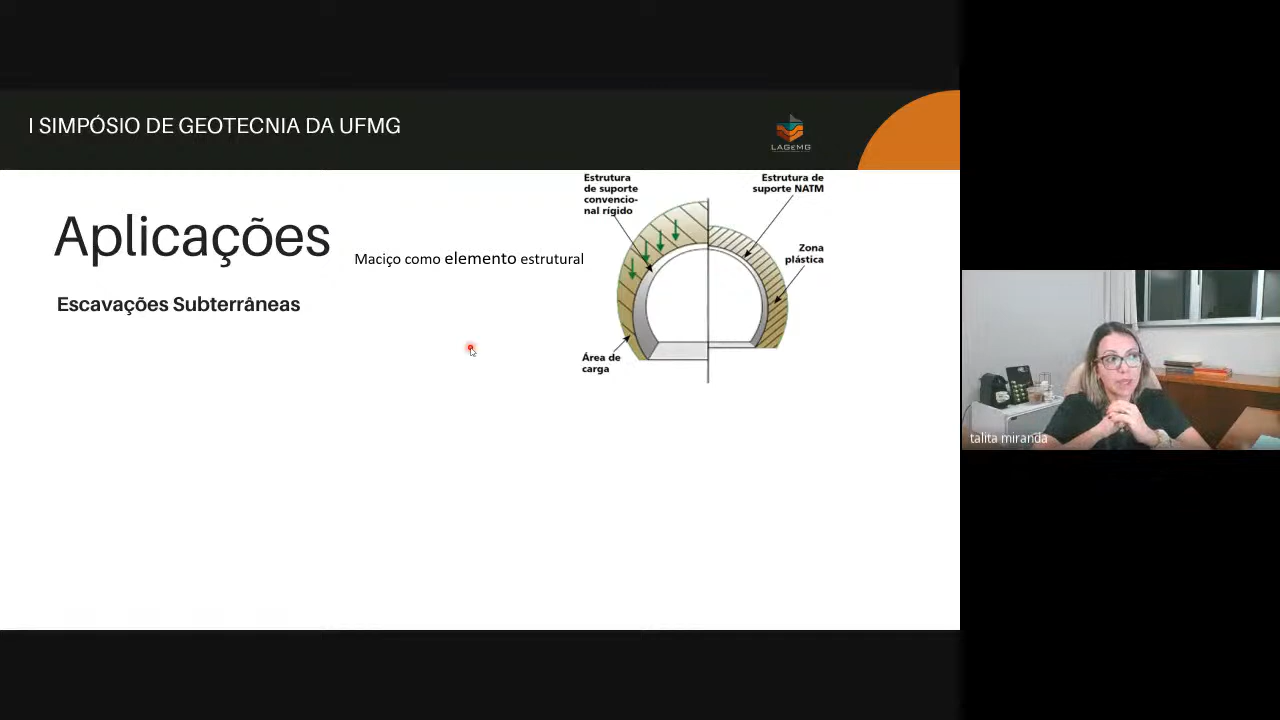 I SIMPÓSIO DE GEOTECNIA DA UFMG
LAGEMG
Aplicações
Escavações Subterrâneas
Maciço como elemento estrutural
Estrutura
de suporte
convencio-
nal rígido
Estrutura de
suporte NATM
Zona
plástica
Área de
carga
talita miranda